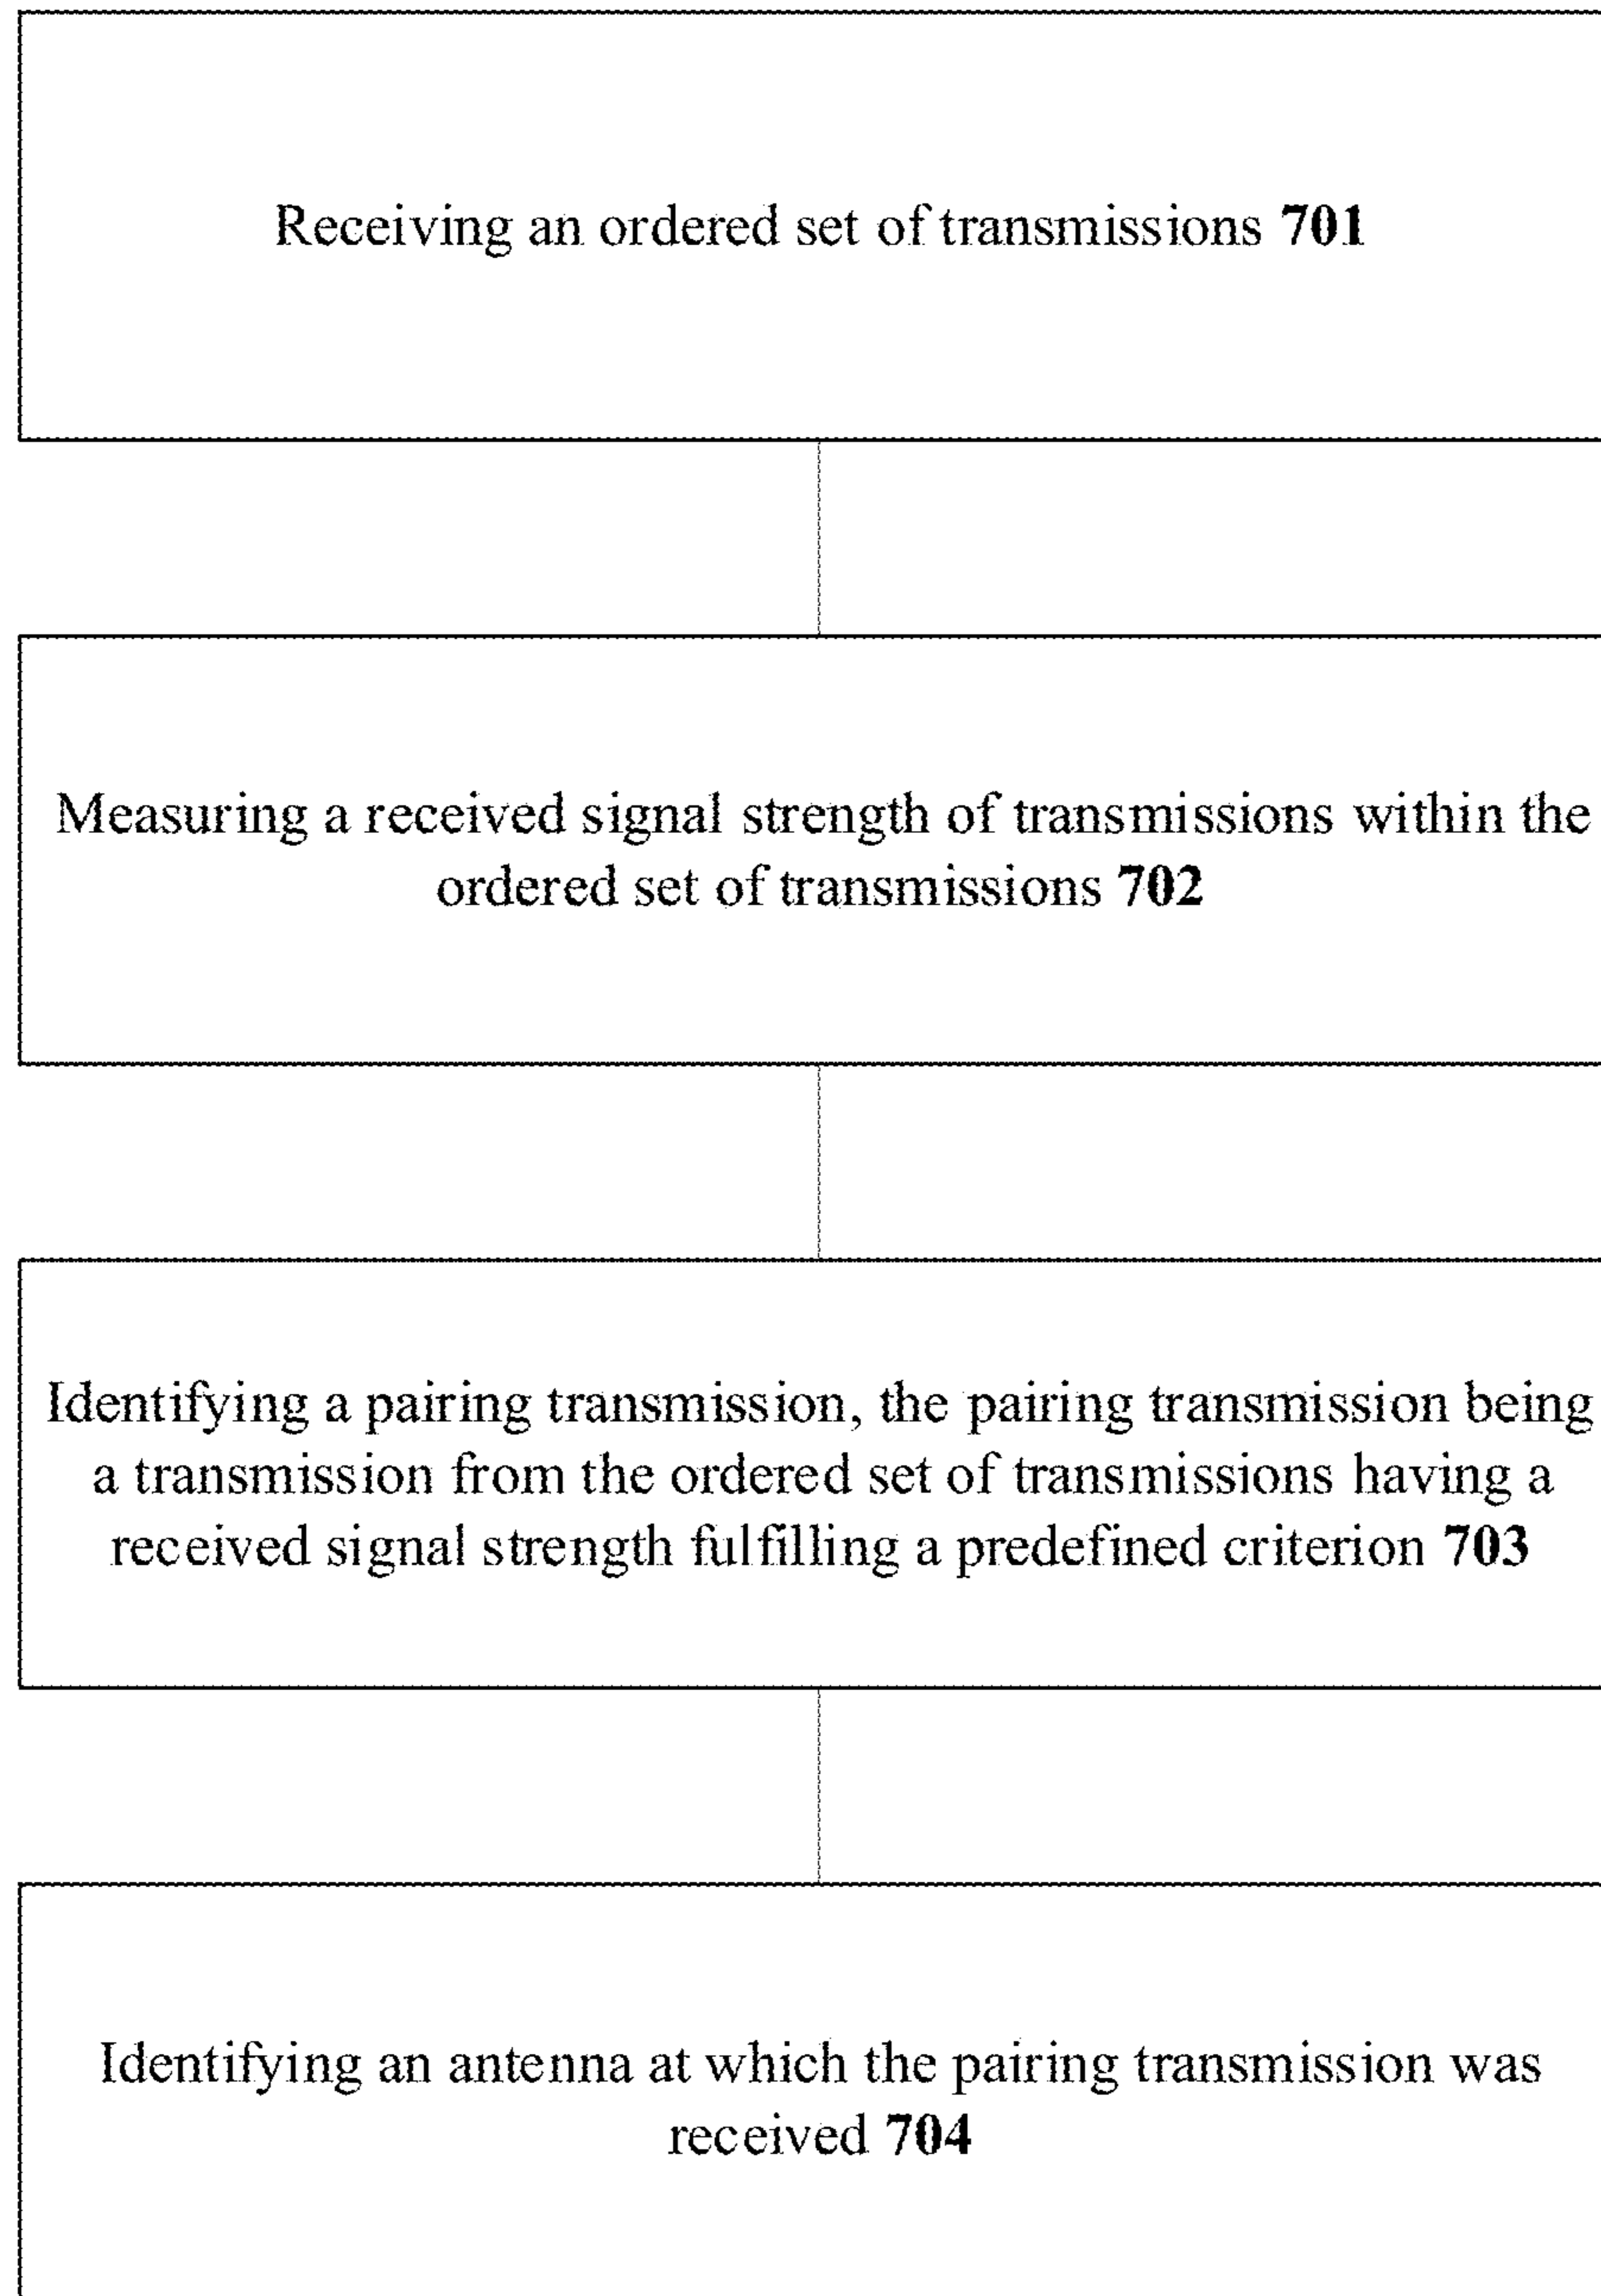 Receiving an ordered set of transmissions 701
Measuring a received signal strength of transmissions within the
ordered set of transmissions 702
Identifying a pairing transmission, the pairing transmission being
a transmission from the ordered set of transmissions having a
received signal strength fulfilling a predefined criterion 703
Identifying an antenna at which the pairing transmission was
received 704